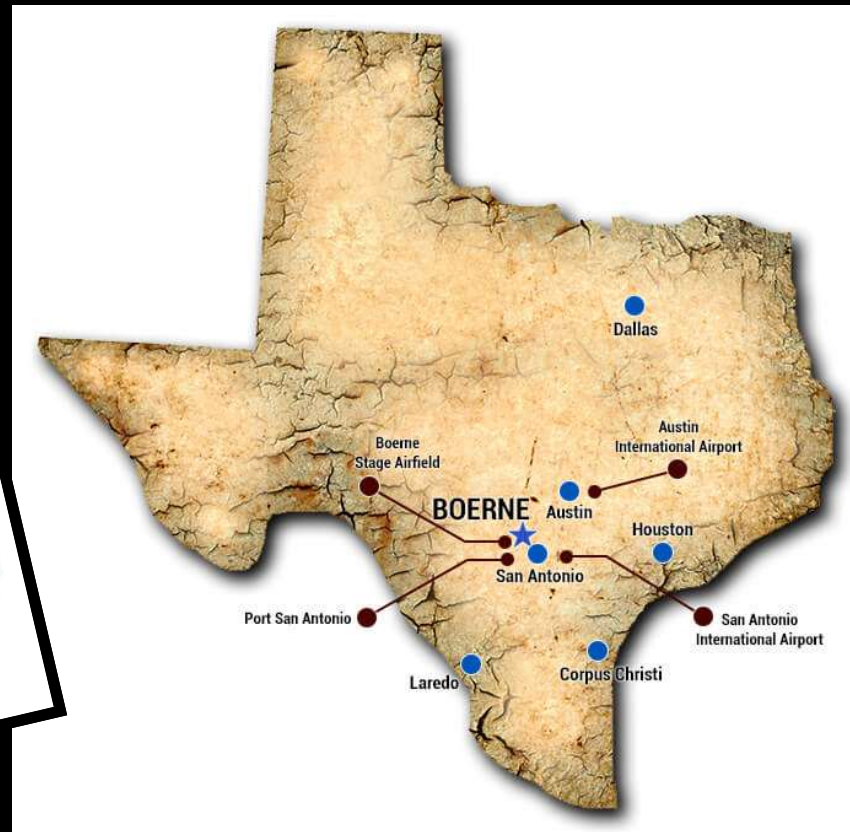 Dallas
Austin
International Airport
Boerne
Stage Airfield
BOERNE
Austin
Houston
San Antonio
Port San Antonio
San Antonio
International Airport
Laredo
Corpus Christi